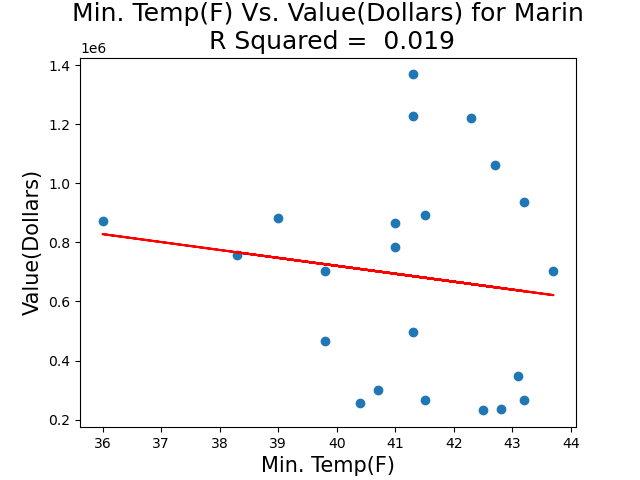 Min. Temp(F) Vs. Value(Dollars) for Marin
R Squared =  0.019
1e6
1.4
1.2
1.0
0.8
0.6
0.4
0.2
Value(Dollars)
36 37 38 39 40 41 42 43 44
Min. Temp(F)